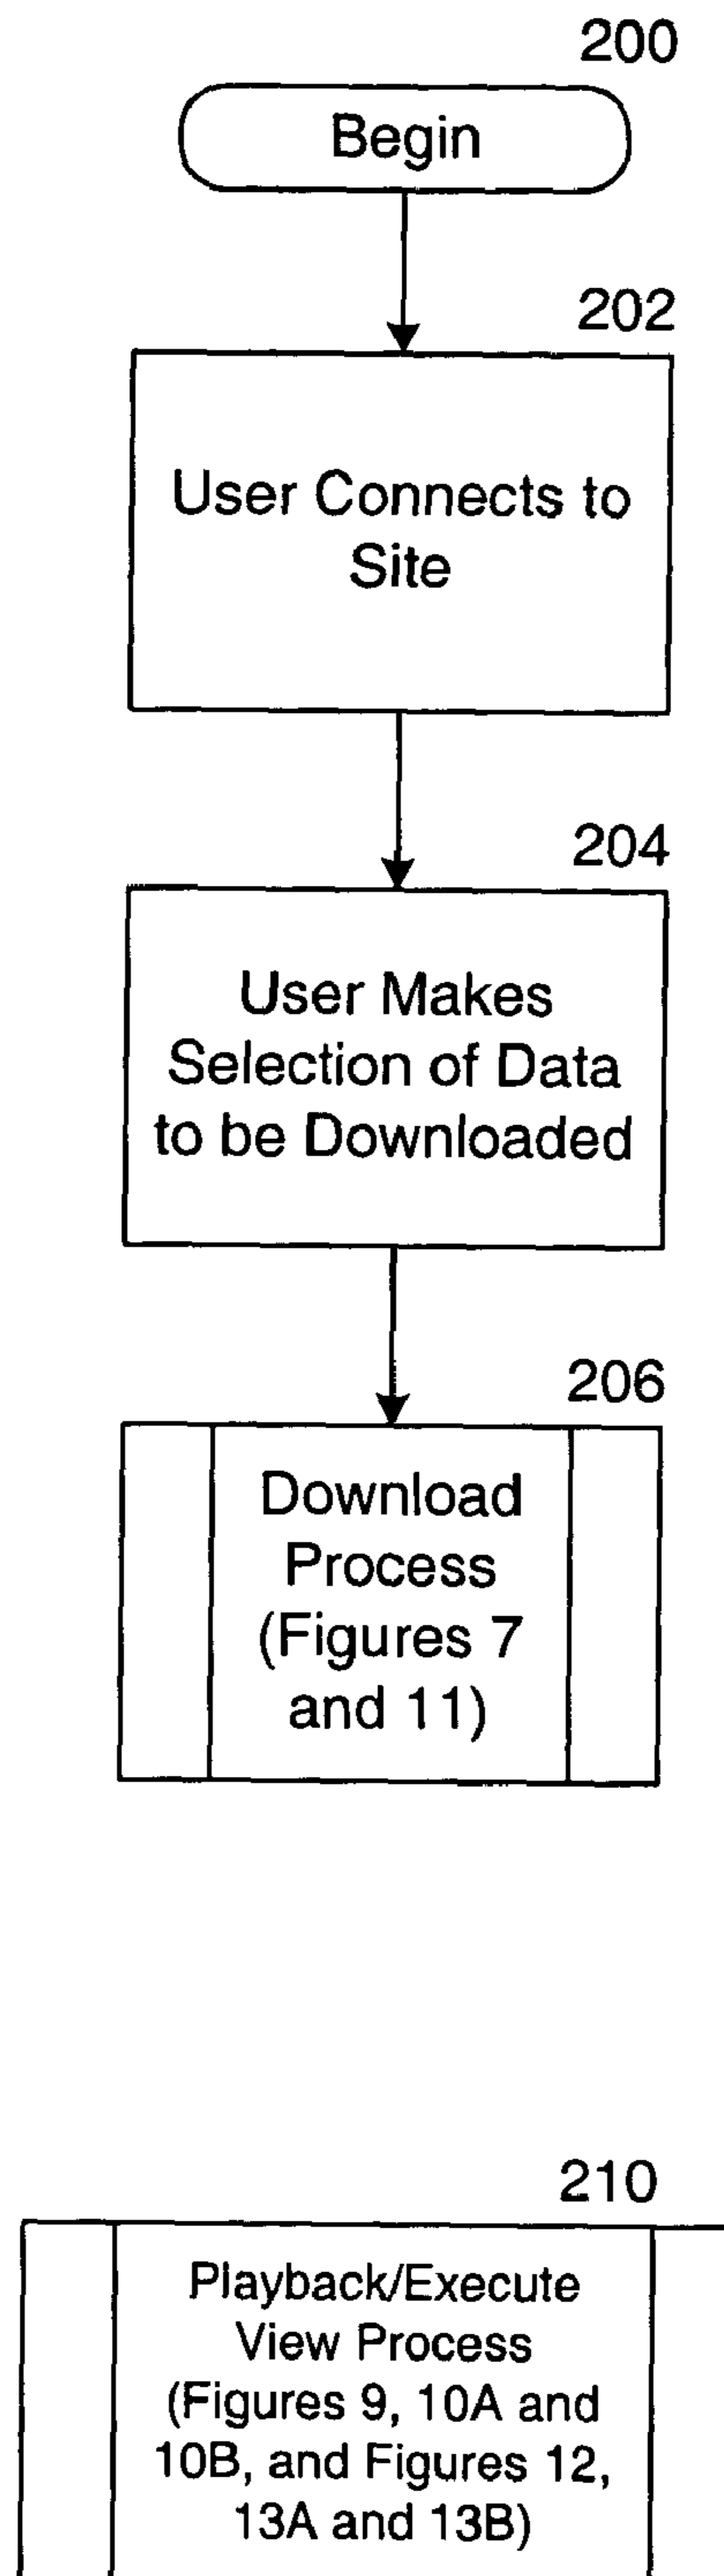 200
Begin
202
User Connects to
Site
204
User Makes
Selection of Data
to be Downloaded
206
Download
Process
(Figures 7
and 11)
210
Playback/Execute
View Process
(Figures 9, 10A and
10B, and Figures 12,
13A and 13B)